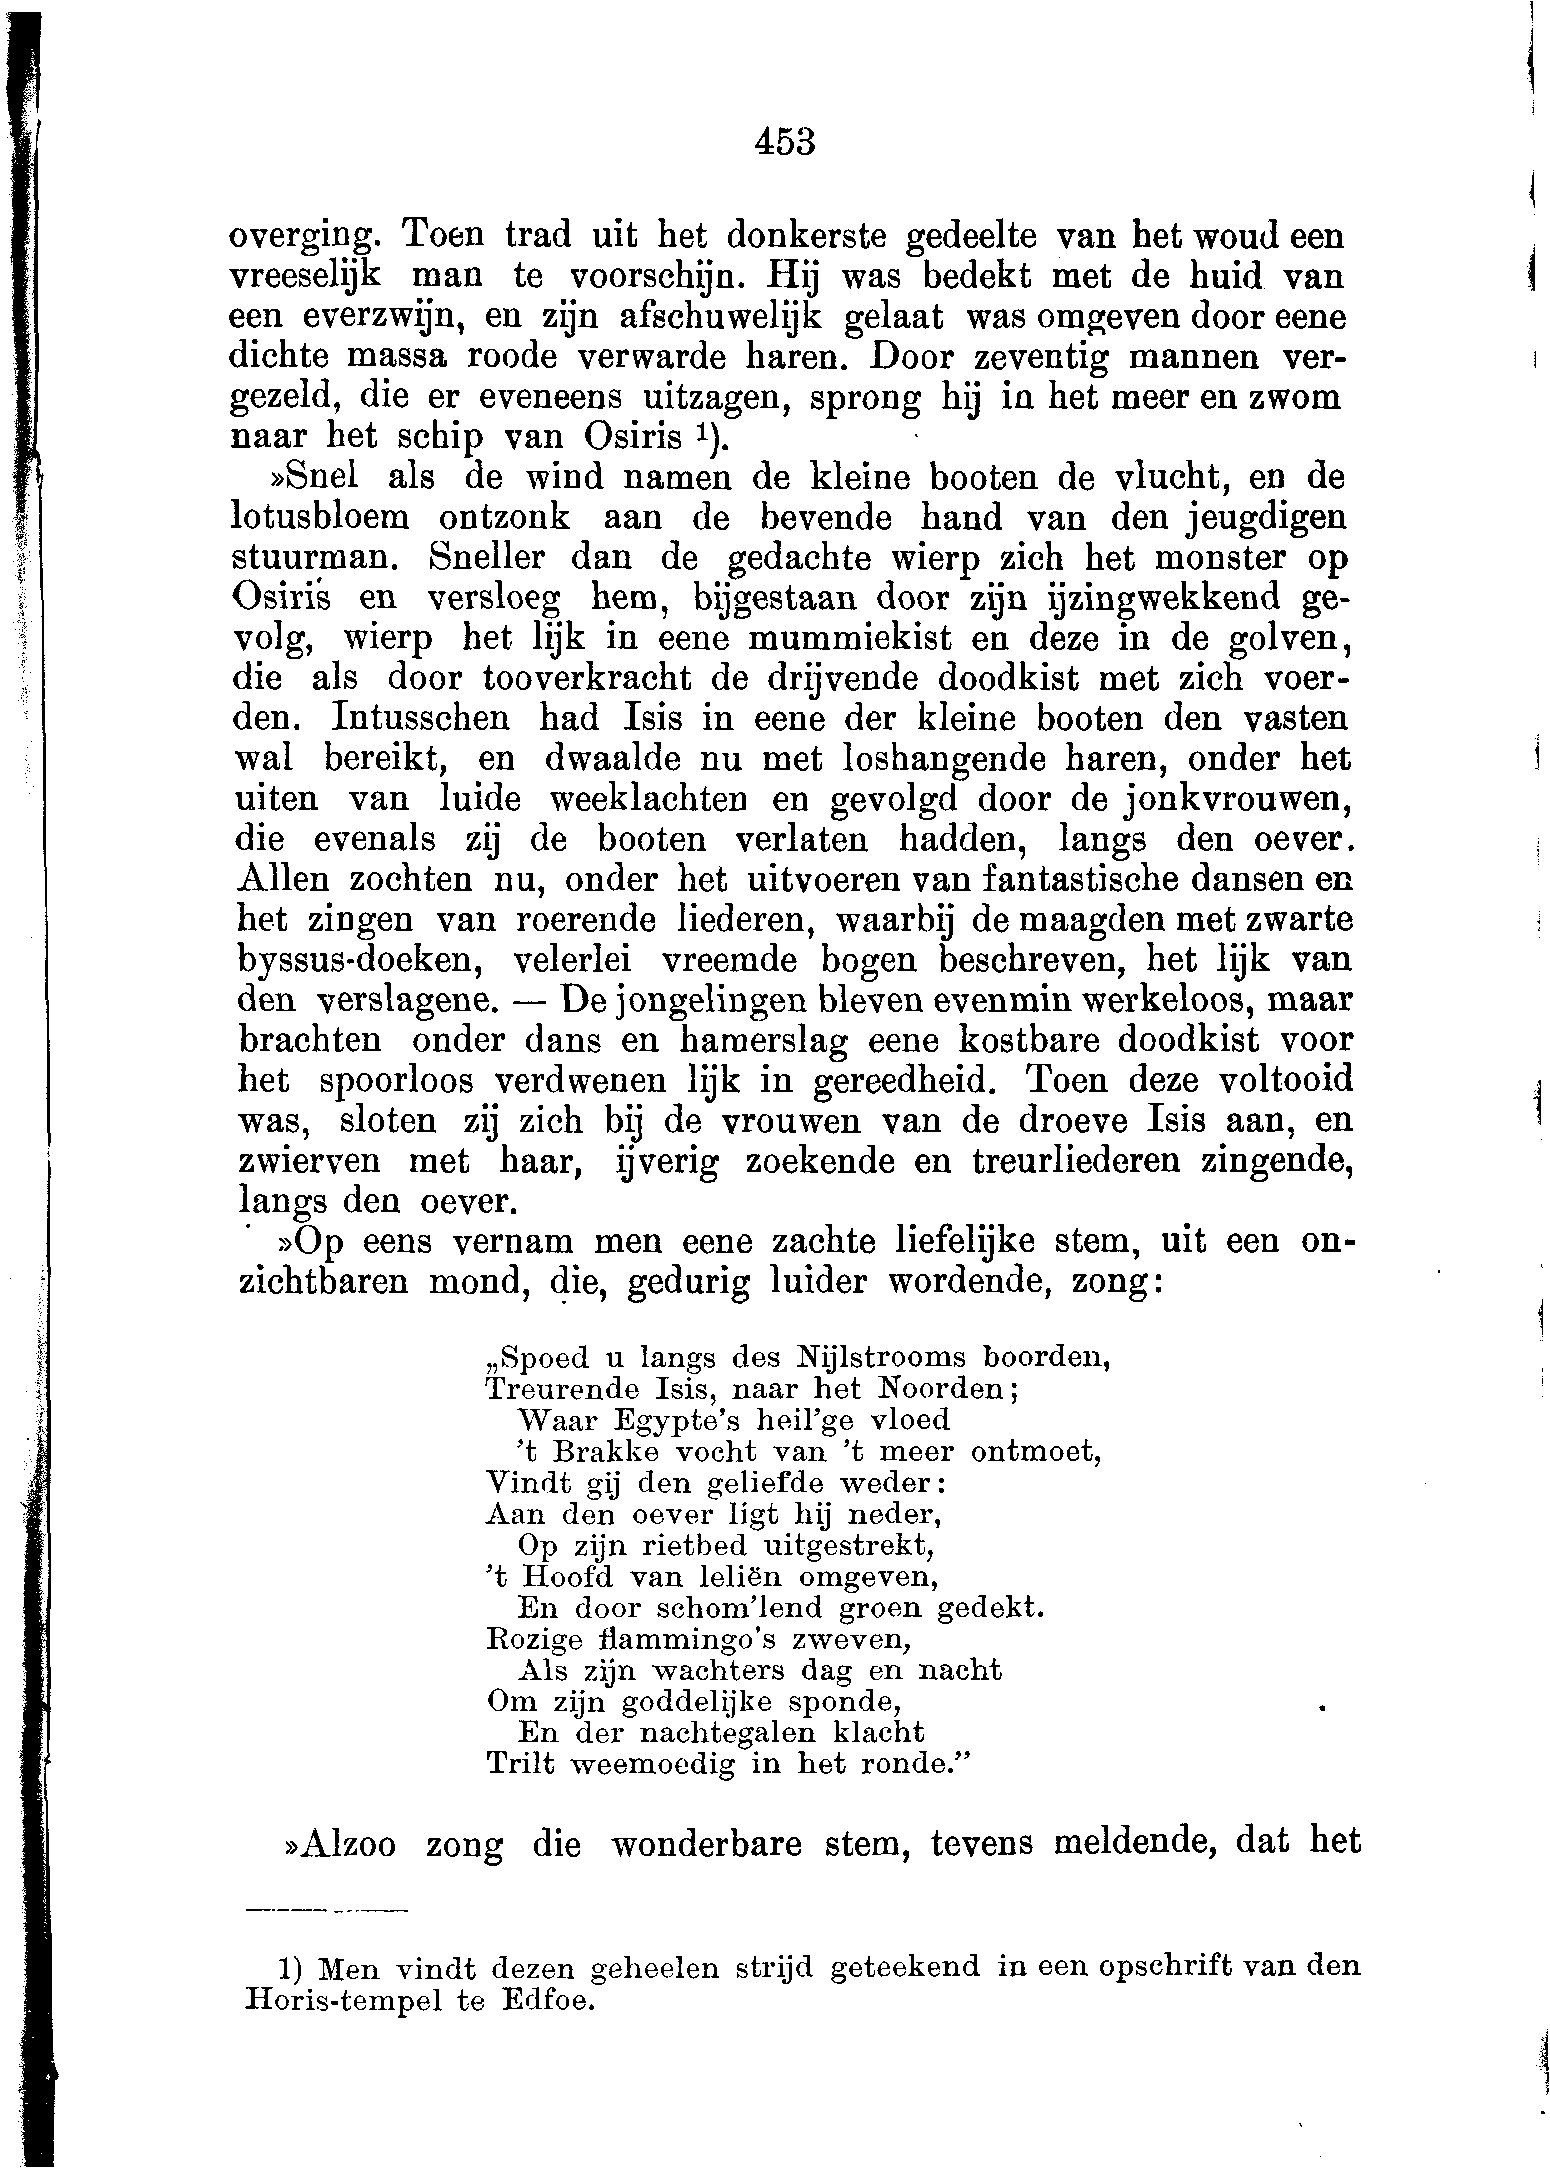 453
overging. Toen trad uit het donkerste gedeelte van het woud een
vreeselijk man te voorschijn. Hij was bedekt met de huid van
een everzwijn, en zijn afschuwelijk gelaat was omgeven door eene
dichte massa roode verwarde haren. Door zeventig mannen ver-
gezeld, die er eveneens uitzagen, sprong hij in het meer en zwom
naar het schip van Osiris ¹).
»Snel als de wind namen de kleine booten de vlucht, en de
lotusbloem ontzonk aan de bevende hand van den jeugdigen
stuurman. Sneller dan de gedachte wierp zich het monster op
Osiris en versloeg hem, bijgestaan door zijn ijzingwekkend ge-
volg, wierp het lijk in eene mummiekist en deze in de golven,
die als door tooverkracht de drijvende doodkist met zich voer-
den. Intusschen had Isis in eene der kleine booten den vasten
wal bereikt, en dwaalde nu met loshangende haren, onder het
uiten van luide weeklachten en gevolgd door de jonkvrouwen,
die evenals zij de booten verlaten hadden, langs den oever.
Allen zochten nu, onder het uitvoeren van fantastische dansen en
het zingen van roerende liederen, waarbij de maagden met zwarte
byssus-doeken, velerlei vreemde bogen beschreven, het lijk van
den verslagene. — De jongelingen bleven evenmin werkeloos, maar
brachten onder dans en hamerslag eene kostbare doodkist voor
het spoorloos verdwenen lijk in gereedheid. Toen deze voltooid
was, sloten zij zich bij de vrouwen van de droeve Isis aan, en
zwierven met haar, ijverig zoekende en treurliederen zingende,
langs den oever.
»Op eens vernam men eene zachte liefelijke stem, uit een on-
zichtbaren mond, die, gedurig luider wordende, zong:
„Spoed u langs des Nijlstrooms boorden,
Treurende Isis, naar het Noorden;
Waar Egypte's heil'ge vloed
't Brakke vocht van 't meer ontmoet,
Vindt gij den geliefde weder:
Aan den oever ligt hij neder,
Op zijn rietbed uitgestrekt,
't Hoofd van leliën omgeven,
En door schom'lend groen gedekt.
Rozige flammingo's zweven,
Als zijn wachters dag en nacht
Om zijn goddelijke sponde,
En der nachtegalen klacht
Trilt weemoedig in het ronde.”
»Alzoo zong die wonderbare stem, tevens meldende, dat het
1) Men vindt dezen geheelen strijd geteekend in een opschrift van den
Horis-tempel te Edfoe.